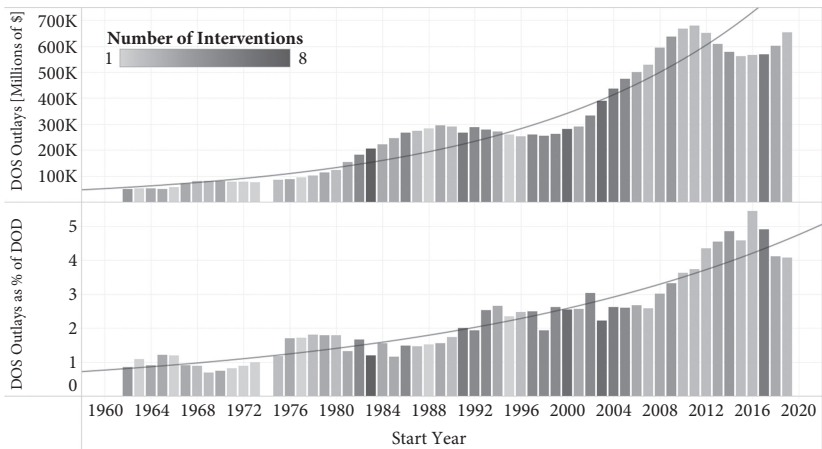 DOS Outlays [Millions of $]
700K
600K
500K
400K
300K
200K
100K
Number of Interventions
1 8
DOS Outlays as % of DOD
5
4
3
2
1
0
1960 1964 1968 1972 1976 1980 1984 1988 1992 1996 2000 2004 2008 2012 2016 2020
Start Year